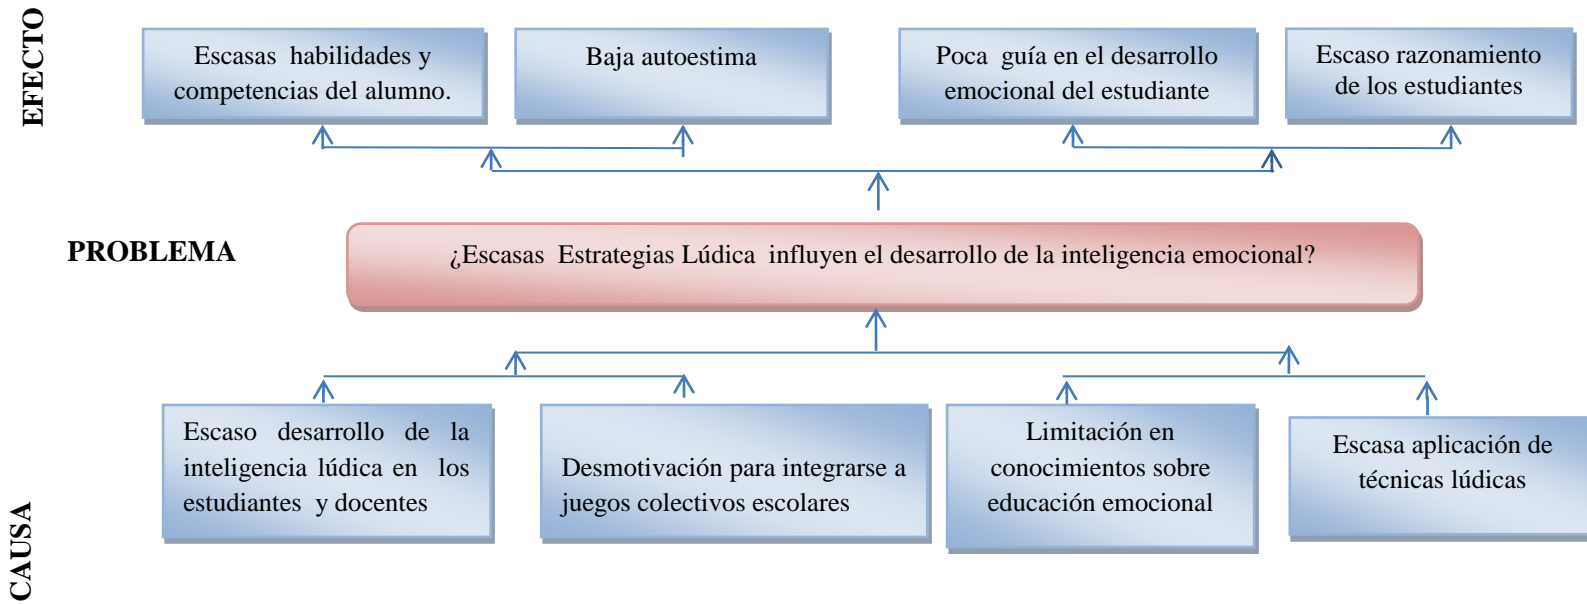 EFECTO
Escasas  habilidades y
competencias del alumno.
Baja autoestima
Poca  guía en el desarrollo
emocional del estudiante
Escaso razonamiento
de los estudiantes
PROBLEMA
¿Escasas  Estrategias Lúdica  influyen el desarrollo de la inteligencia emocional?
Escaso desarrollo de la
inteligencia lúdica en  los
estudiantes  y docentes
Desmotivación para integrarse a
juegos colectivos escolares
Limitación en
conocimientos sobre
educación emocional
Escasa aplicación de
técnicas lúdicas
CAUSA